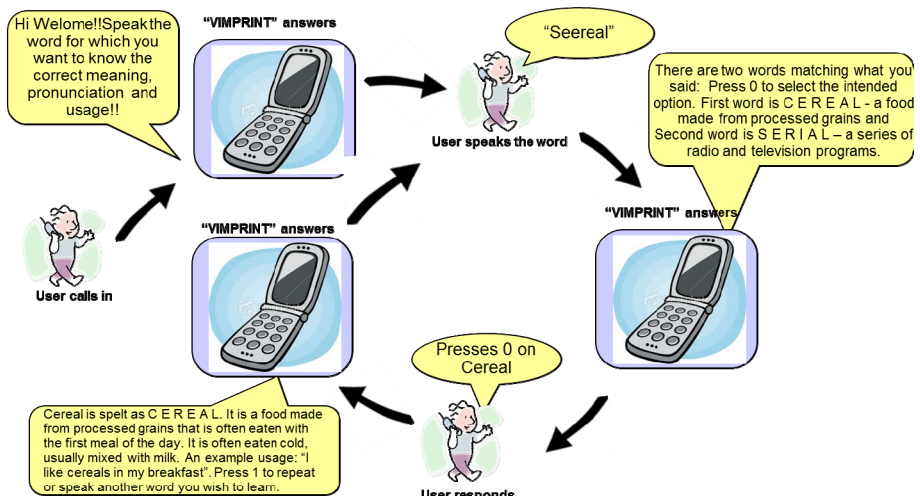 Hi Welome!!Speak the
word for which you
want to know the
correct meaning,
pronunciation and
usage!!
“VIMPRINT” answers
“Seereal”
User speaks the word
There are two words matching what you
said: Press 0 to select the intended
option. First word is C E R E A L - a food
made from processed grains and
Second word is S E R I A L – a series of
radio and television programs.
“VIMPRINT” answers
User calls in
“VIMPRINT” answers
Presses 0 on
Cereal
User responds
Cereal is spelt as C E R E A L. It is a food made
from processed grains that is often eaten with
the first meal of the day. It is often eaten cold,
usually mixed with milk. An example usage: “I
like cereals in my breakfast”. Press 1 to repeat
or speak another word you wish to learn.